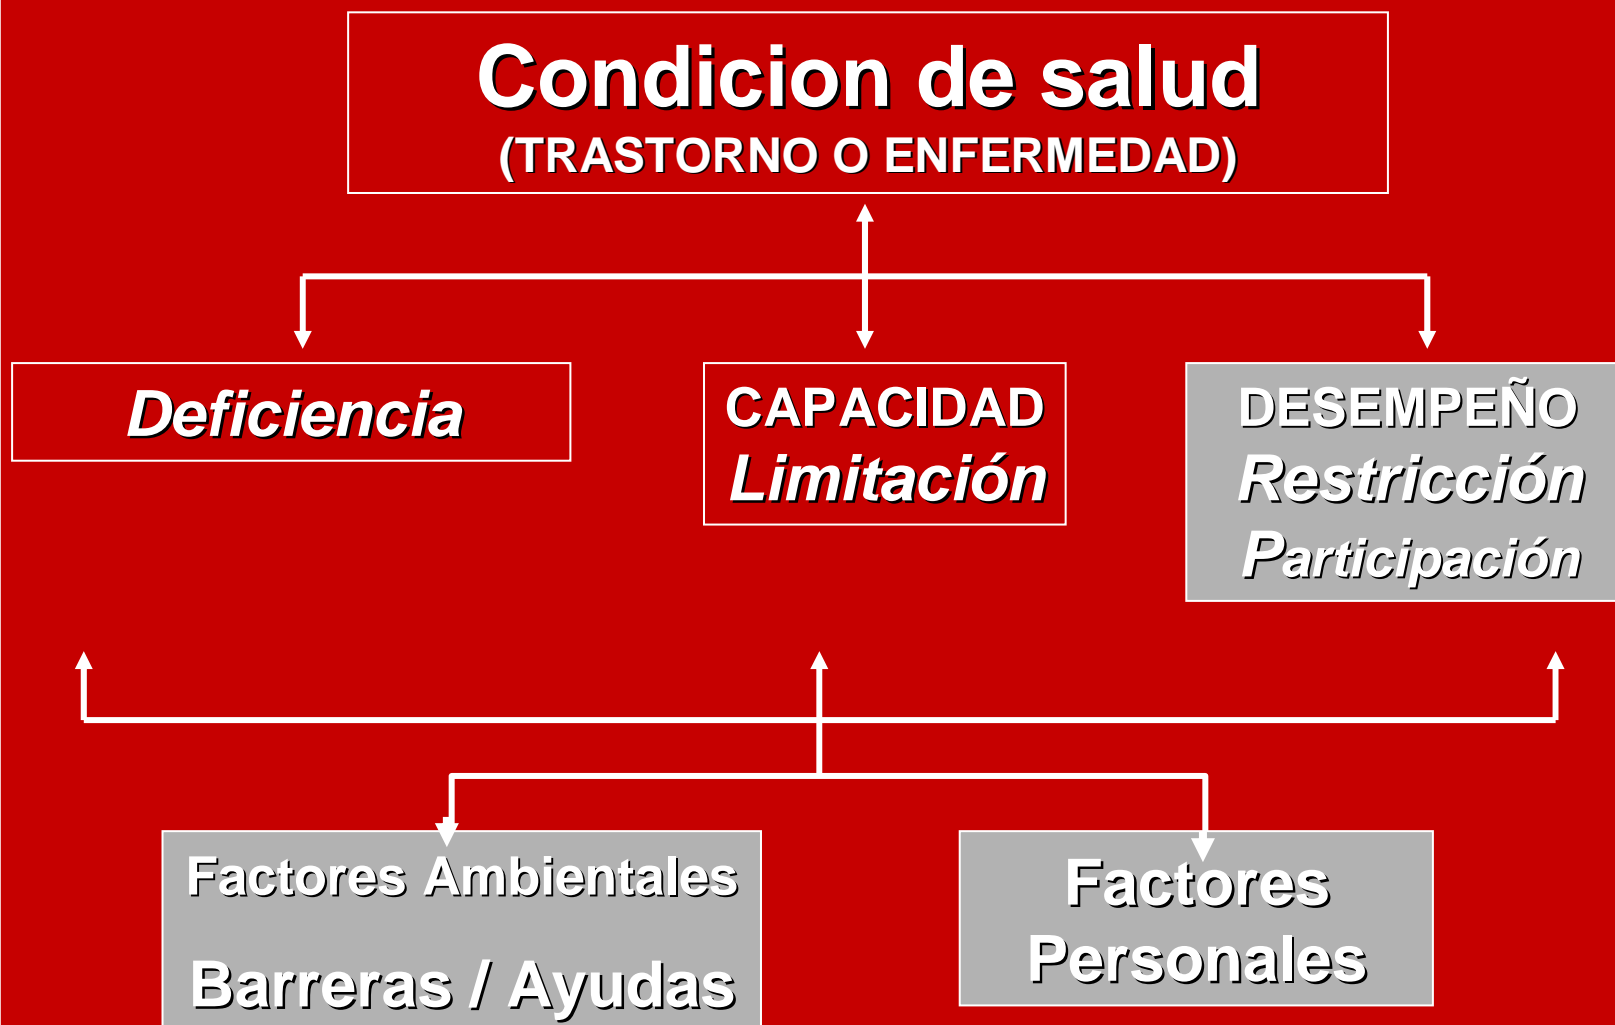 Condicion de salud
(TRASTORNO O ENFERMEDAD)
Deficiencia
CAPACIDAD
Limitación
DESEMPEÑO
Restricción
Participación
Factores Ambientales
Barreras / Ayudas
Factores
Personales